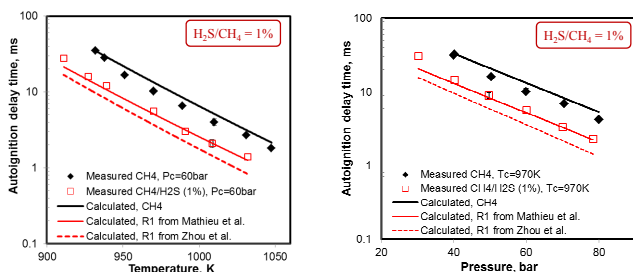 100
10
1
0.1
Autoignition delay time, ms
H₂S/CH₄ = 1%
Measured CH4, Pc=60bar
Measured CH4/H2S (1%), Pc=60bar
Calculated, CH4
Calculated, R1 from Mathieu et al.
Calculated, R1 from Zhou et al.
900 950 1000 1050
Temperature, K
100
10
1
0.1
Autoignition delay time, ms
H₂S/CH₄ = 1%
Measured CH4, Tc=970K
Measured CH4/H2S (1%), Tc=970K
Calculated, CH4
Calculated, R1 from Mathieu et al.
Calculated, R1 from Zhou et al.
20 40 60 80
Pressure, bar